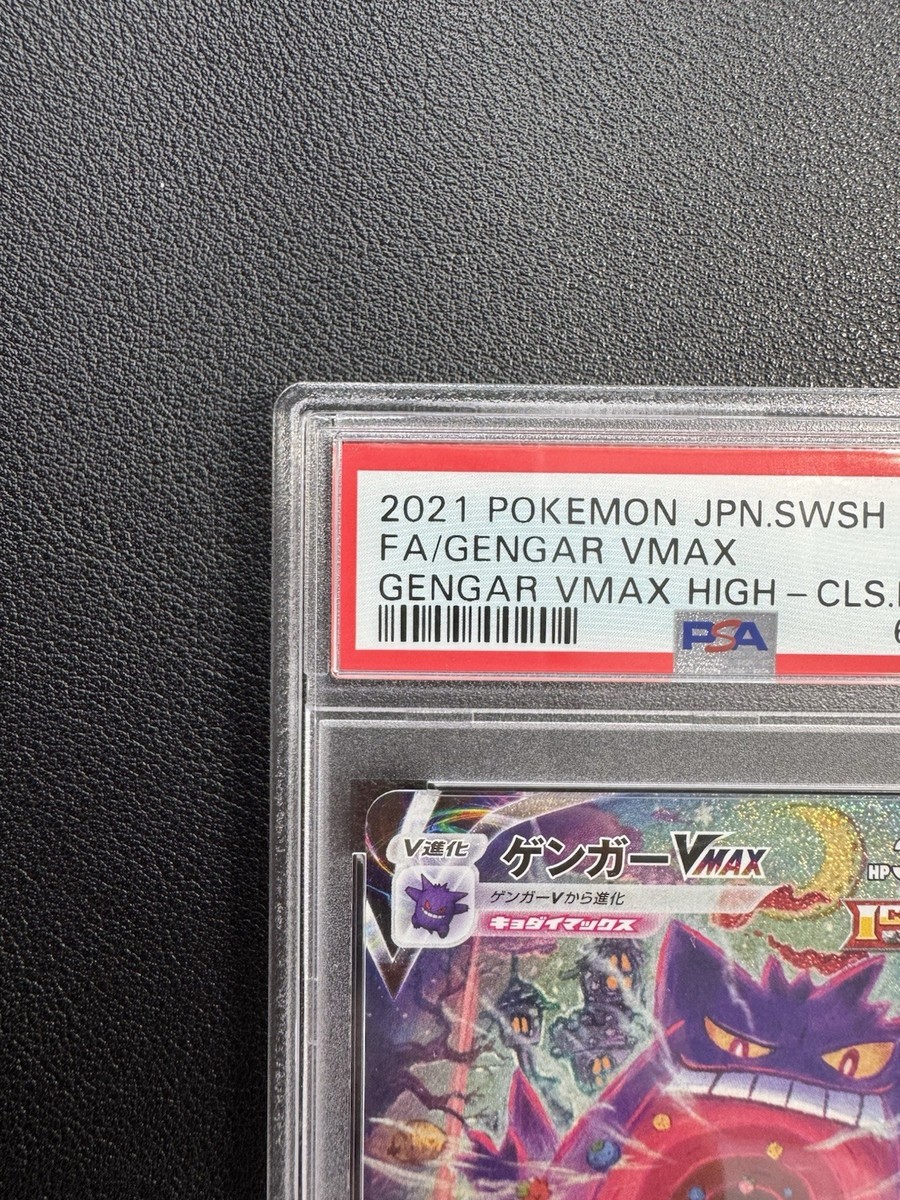 2021 POKEMON JPN.SWSH
FA/GENGAR VMAX
GENGAR VMAX HIGH-CLS.
PSA
6
V進化
ゲンガーVMAX
HP
ゲンガーVから進化
キョダイマックス